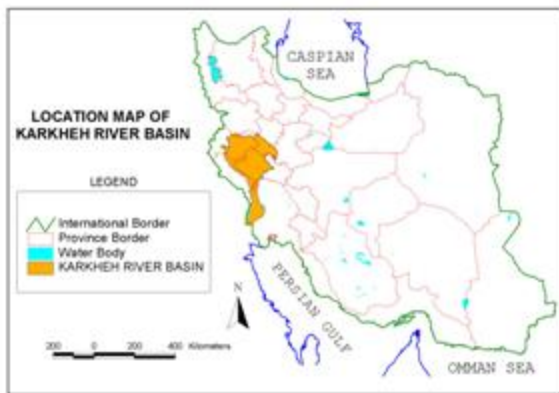 CASPIAN
SEA
LOCATION MAP OF
KARKHEH RIVER BASIN
LEGEND
International Border
Province Border
Water Body
KARKHEH RIVER BASIN
N
200 0 200 400 Kilometers
PERSIAN GULF
OMMAN SEA